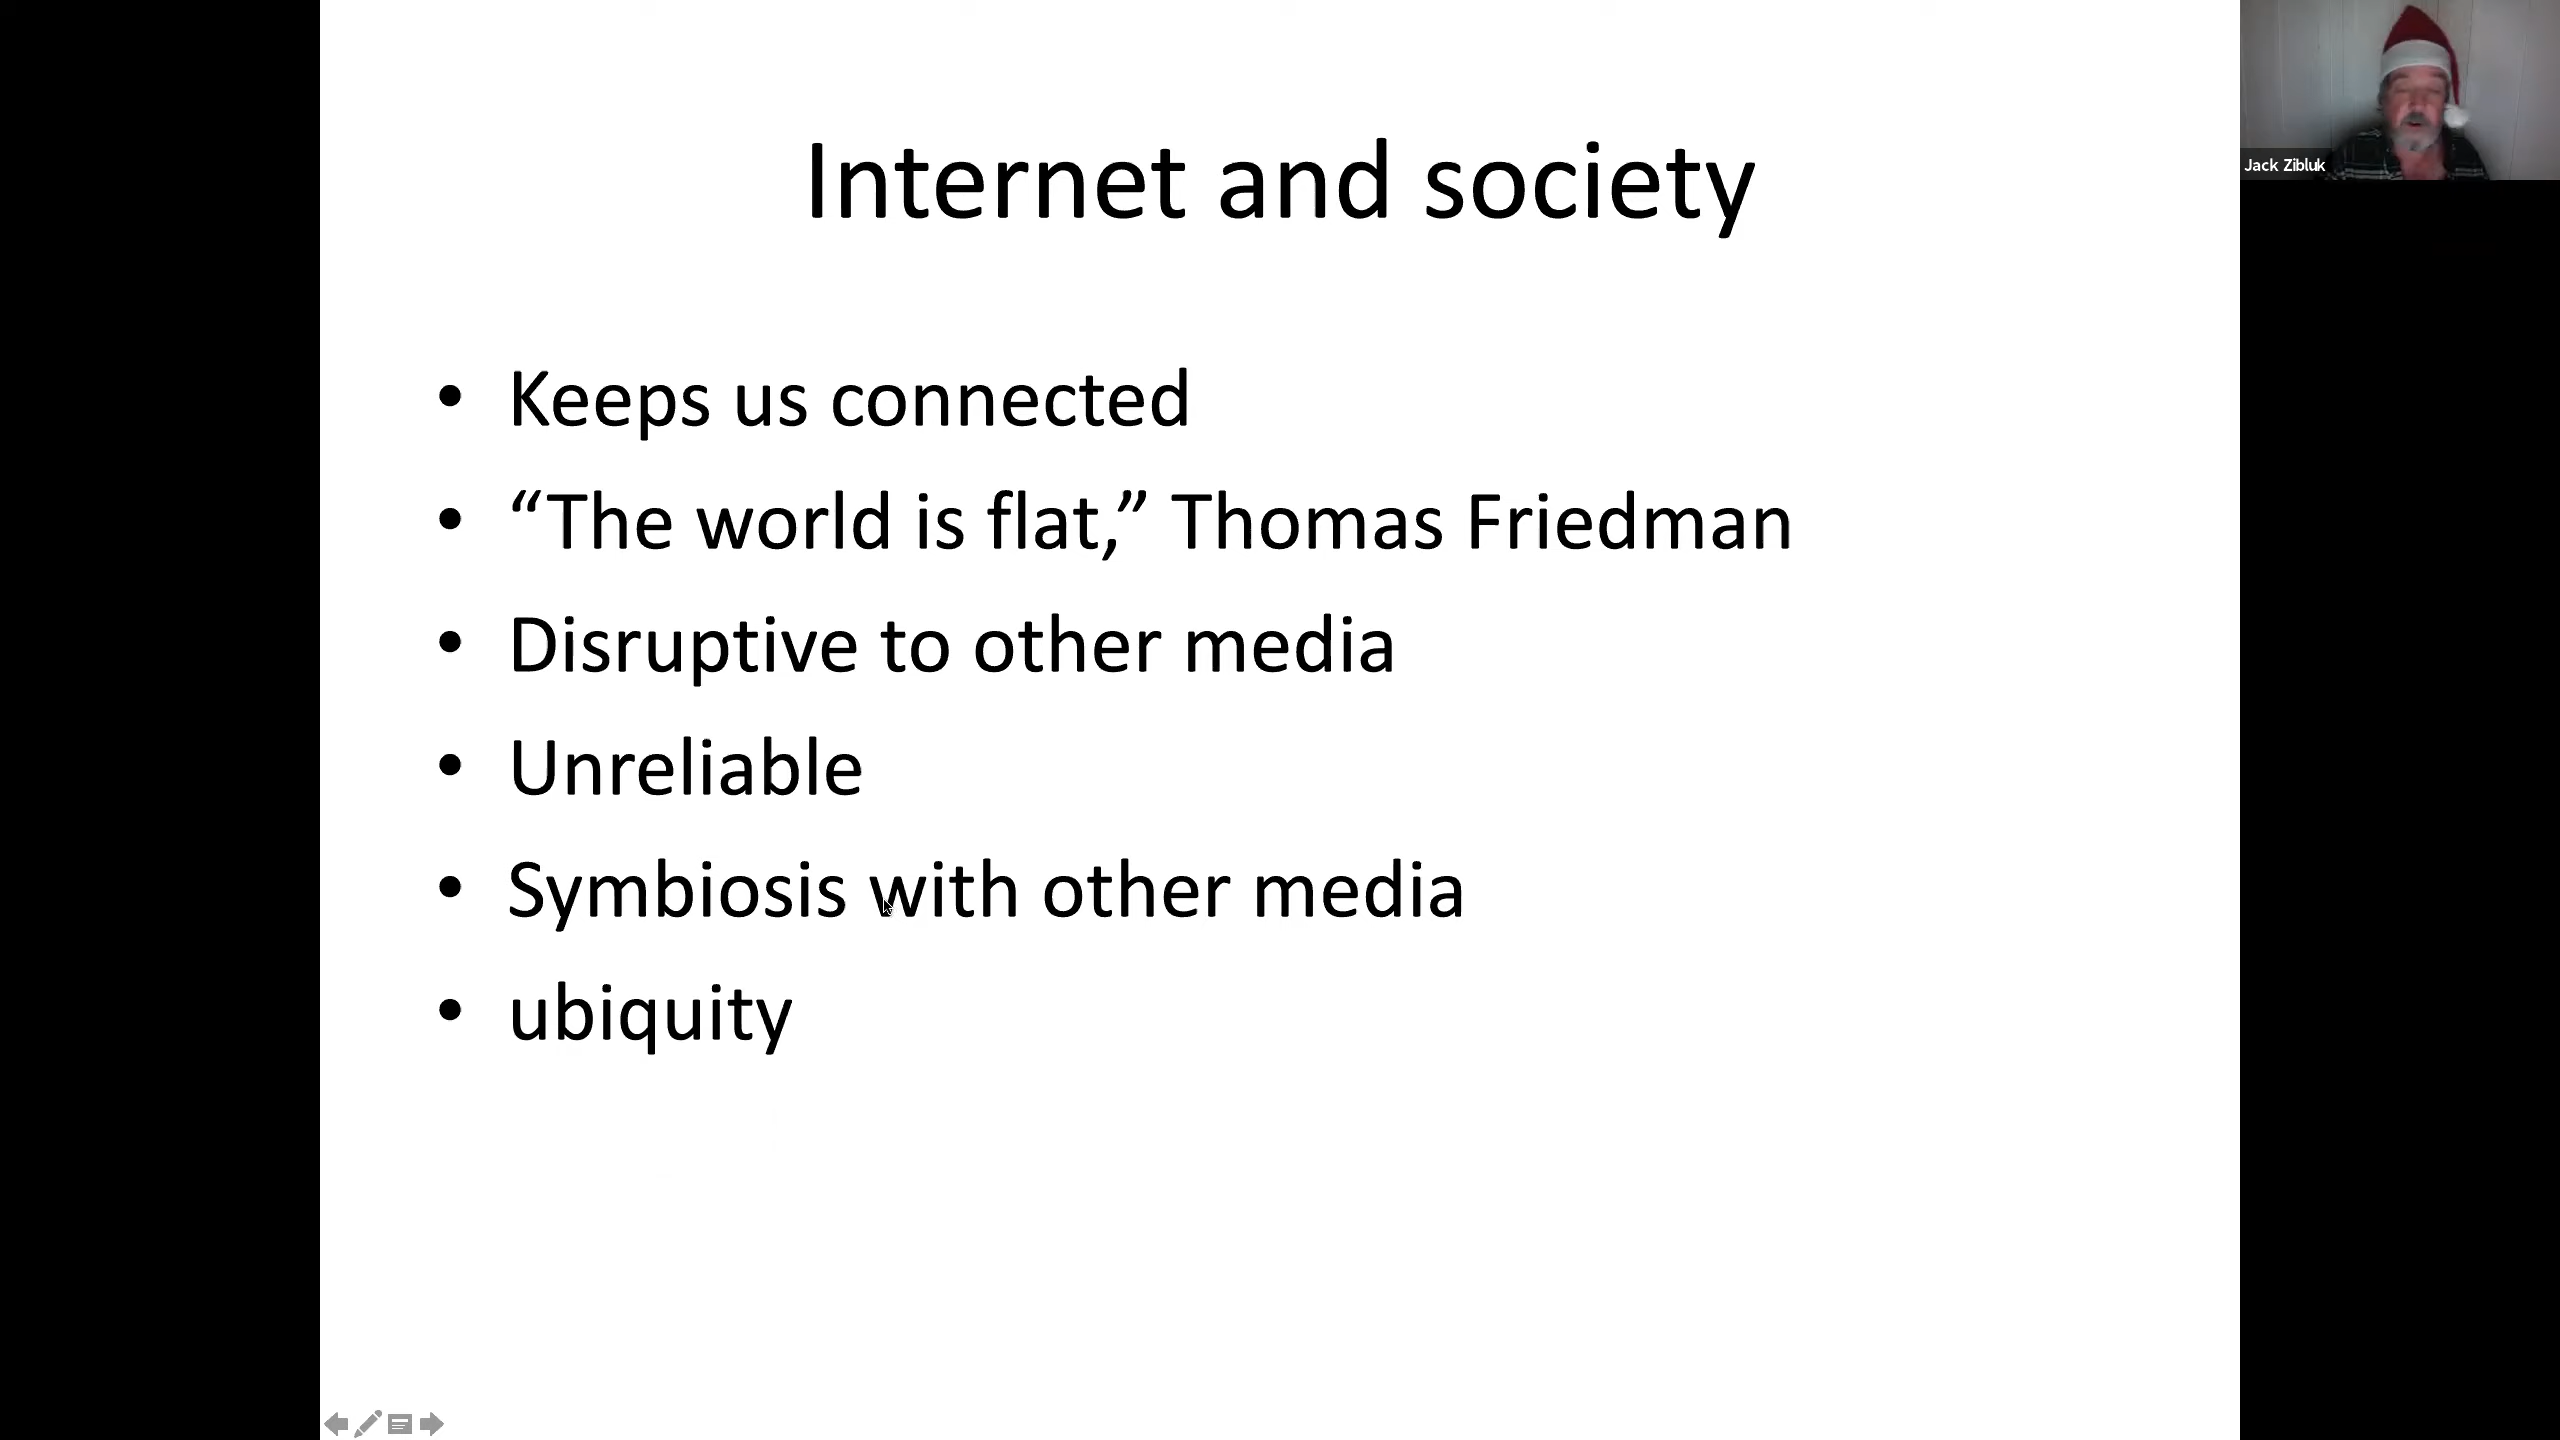 Internet and society
Jack Zibluk
• Keeps us connected
• “The world is flat,” Thomas Friedman
• Disruptive to other media
• Unreliable
• Symbiosis with other media
• ubiquity